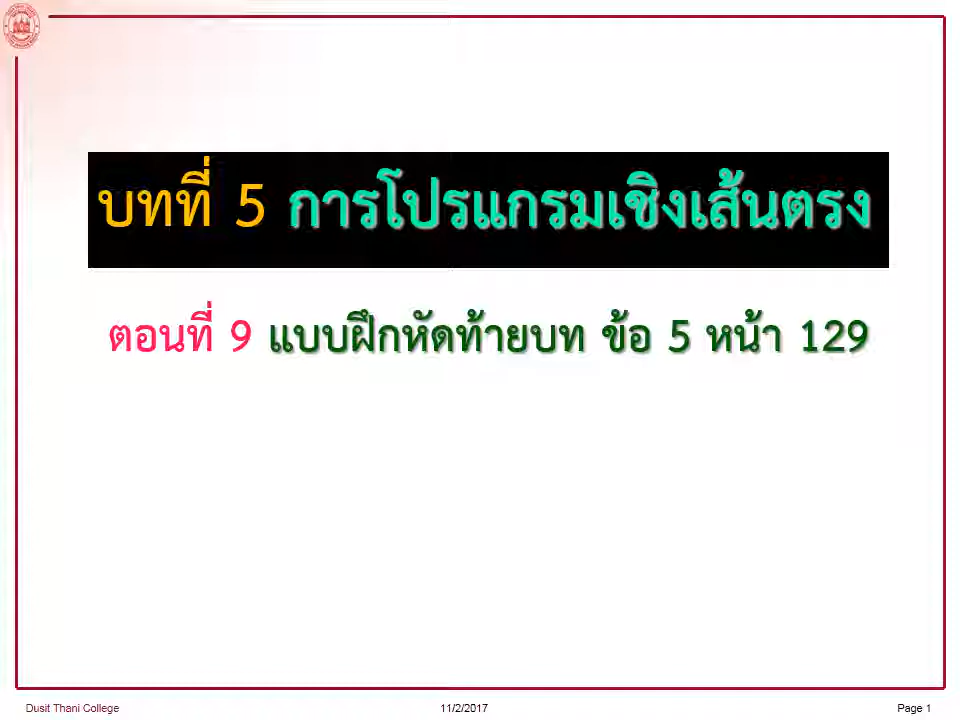 บทที่ 5 การโปรแกรมเชิงเส้นตรง
ตอนที่ 9 แบบฝึกหัดท้ายบท ข้อ 5 หน้า 129
Dusit Thani College 11/2/2017 Page 1